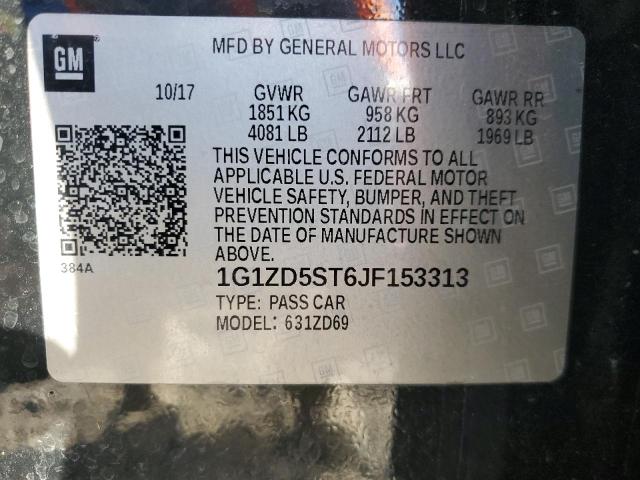 GM
MFD BY GENERAL MOTORS LLC
10/17 GVWR GAWR FRT GAWR RR
1851 KG 958 KG 893 KG
4081 LB 2112 LB 1969 LB
THIS VEHICLE CONFORMS TO ALL
APPLICABLE U.S. FEDERAL MOTOR
VEHICLE SAFETY, BUMPER, AND THEFT
PREVENTION STANDARDS IN EFFECT ON
THE DATE OF MANUFACTURE SHOWN
ABOVE.
384A
1G1ZD5ST6JF153313
TYPE: PASS CAR
MODEL: 631ZD69